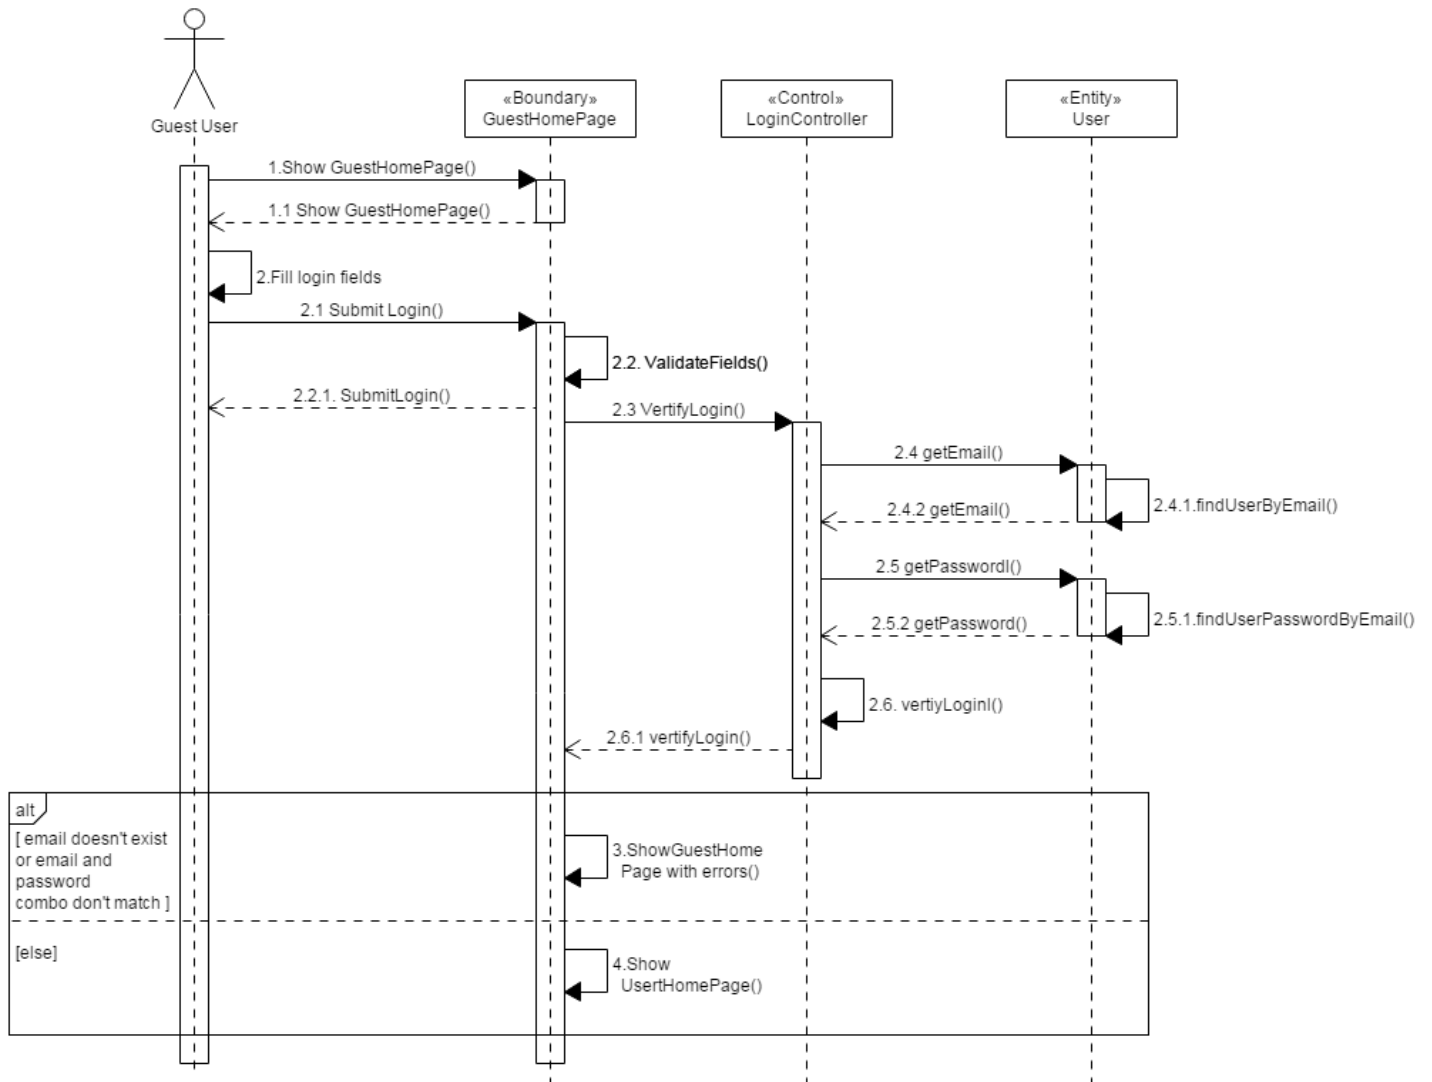 Guest User
«Boundary»
GuestHomePage
«Control»
LoginController
«Entity»
User
1.Show GuestHomePage()
1.1 Show GuestHomePage()
2.Fill login fields
2.1 Submit Login()
2.2. ValidateFields()
2.2.1. SubmitLogin()
2.3 VertifyLogin()
2.4 getEmail()
2.4.1.findUserByEmail()
2.4.2 getEmail()
2.5 getPasswordl()
2.5.1.findUserPasswordByEmail()
2.5.2 getPassword()
2.6. vertiyLoginl()
2.6.1 vertifyLogin()
alt
[ email doesn't exist
or email and
password
combo don't match ]
3.ShowGuestHome
Page with errors()
[else]
4.Show
UsertHomePage()